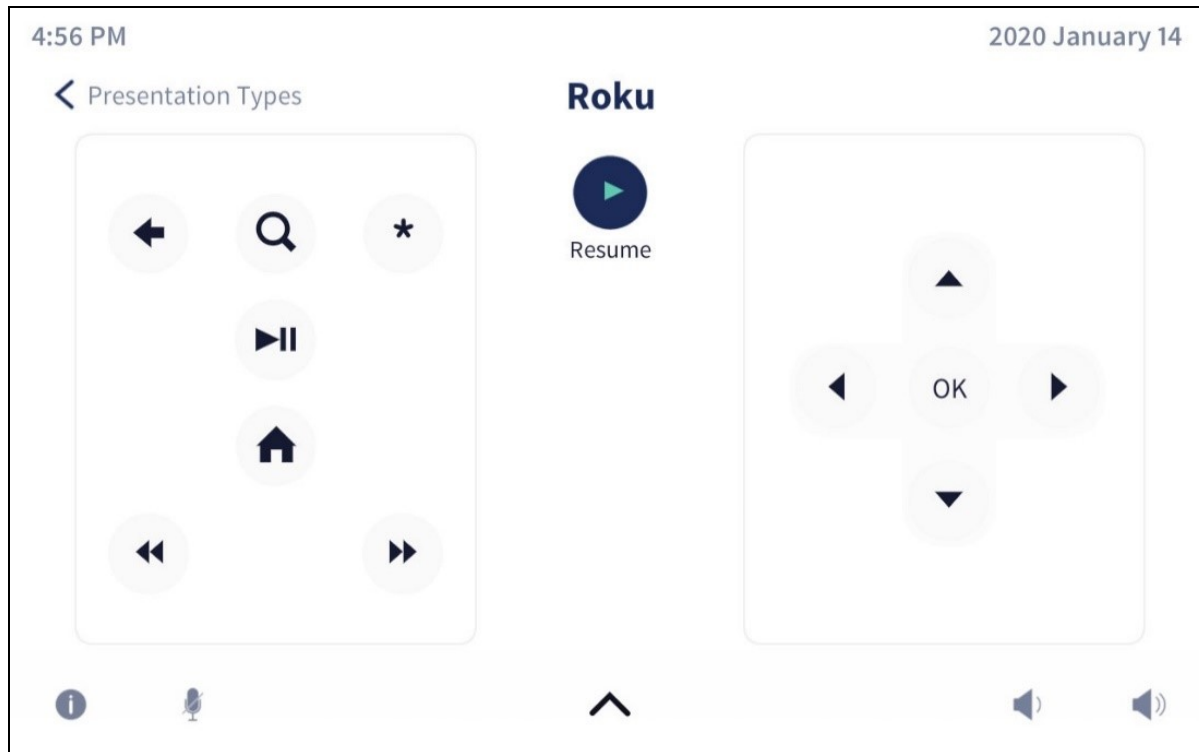 4:56 PM
2020 January 14
Presentation Types
Roku
*
Resume
OK